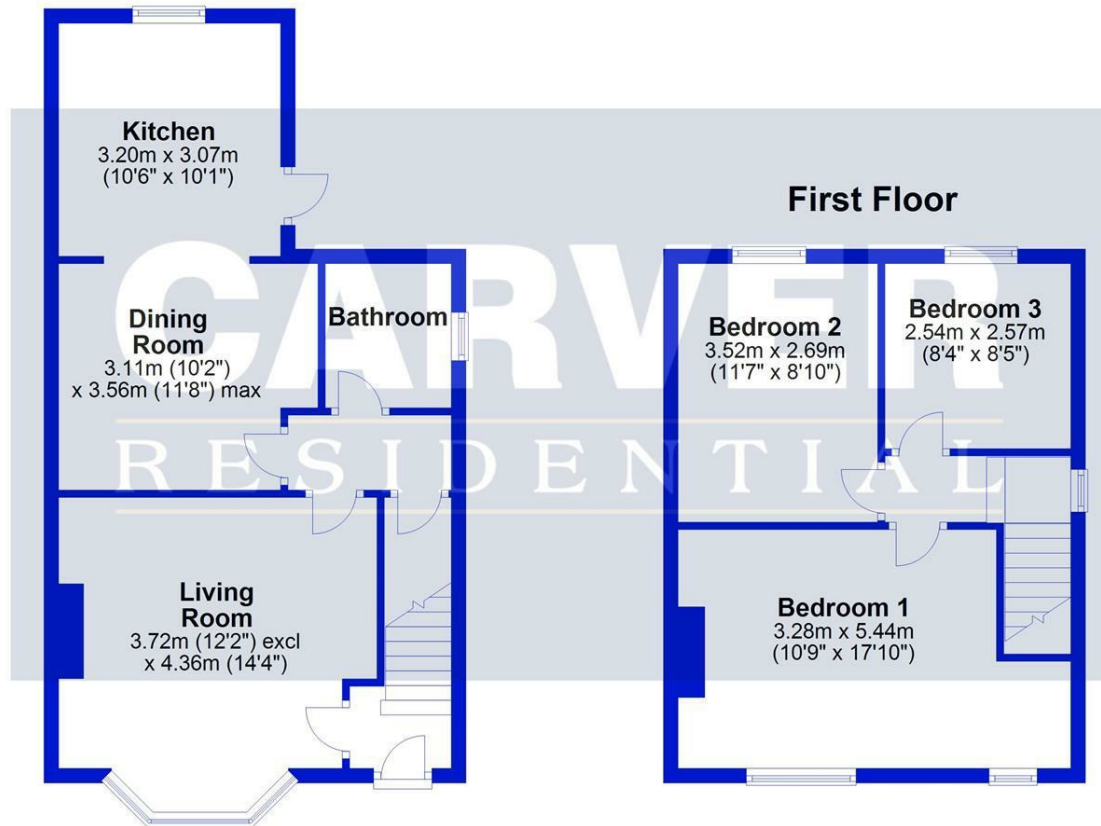 Kitchen
3.20m x 3.07m
(10'6" x 10'1")
Dining
Room
3.11m (10'2")
x 3.56m (11'8") max
Bathroom
Living
Room
3.72m (12'2") excl
x 4.36m (14'4")
First Floor
Bedroom 2
3.52m x 2.69m
(11'7" x 8'10")
Bedroom 3
2.54m x 2.57m
(8'4" x 8'5")
Bedroom 1
3.28m x 5.44m
(10'9" x 17'10")
CARVER
RESIDENTIAL